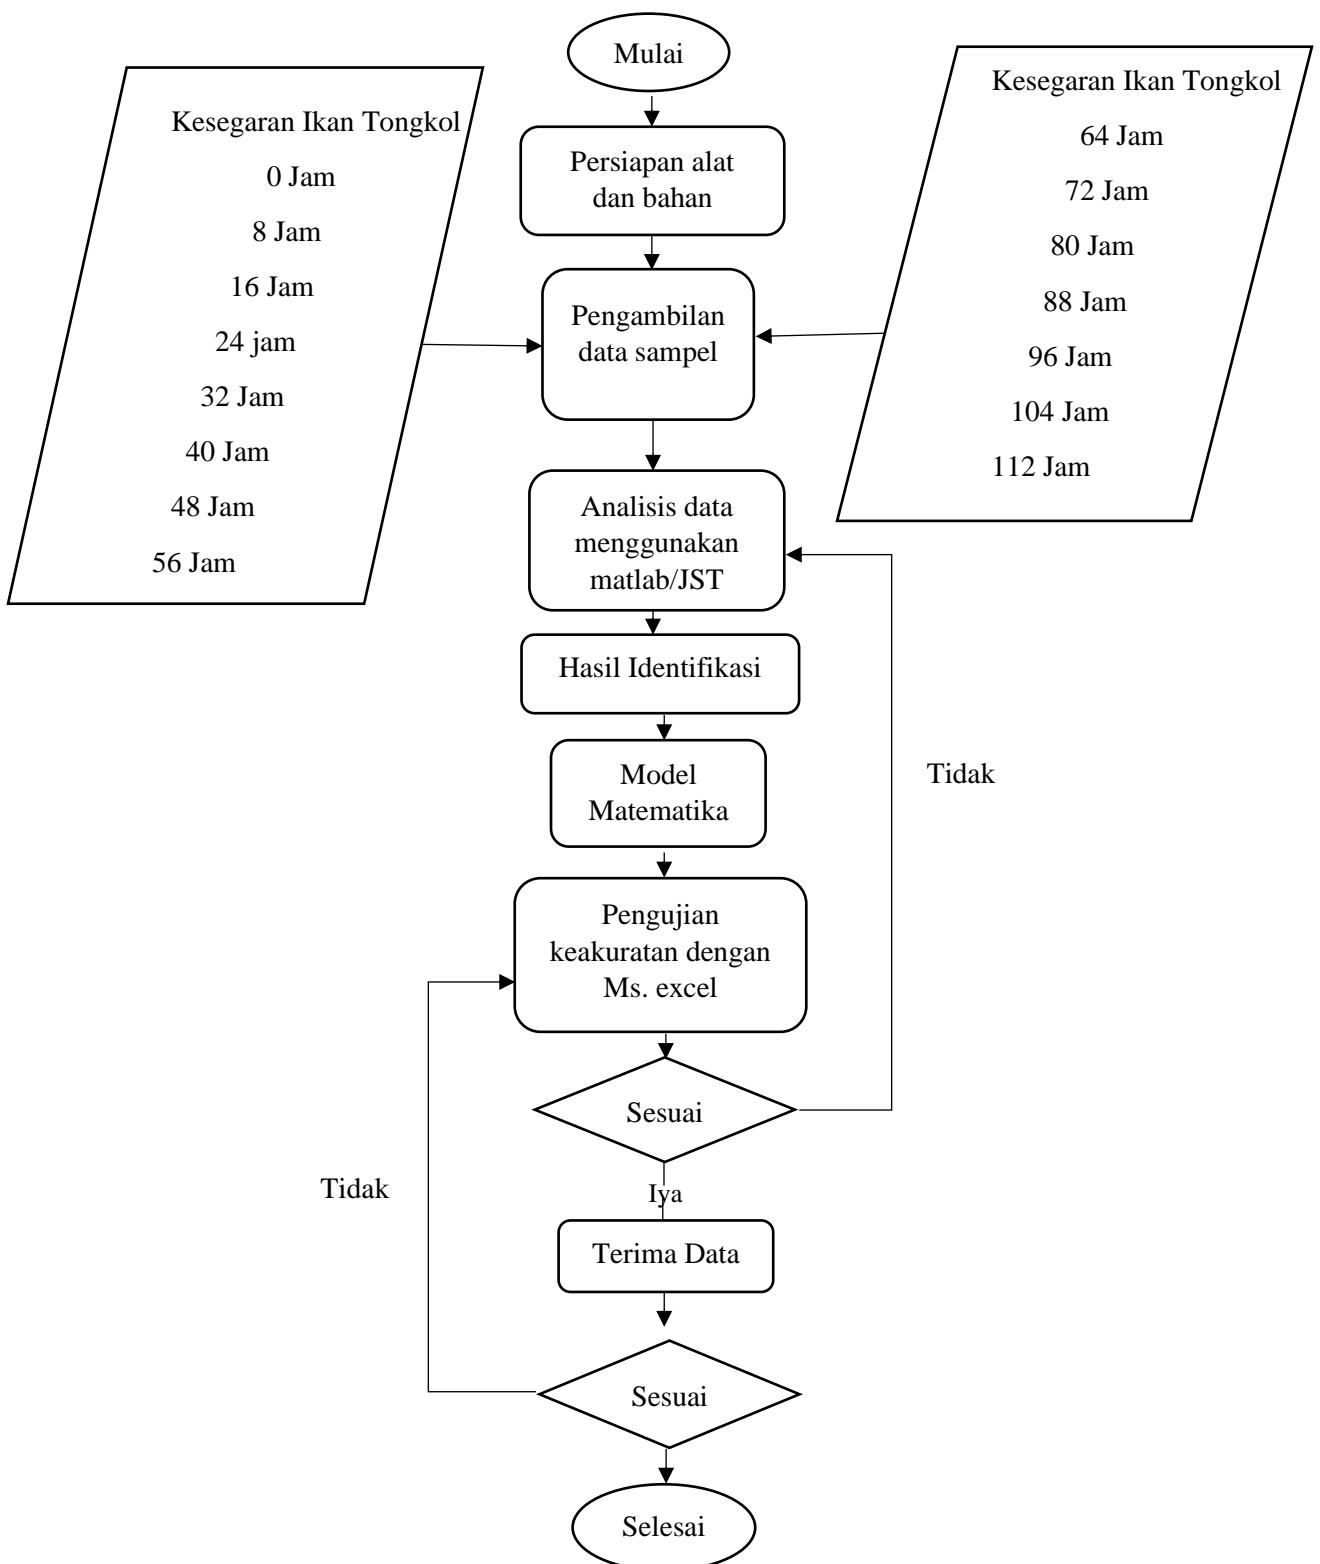 Mulai
Kesegaran Ikan Tongkol
0 Jam
8 Jam
16 Jam
24 jam
32 Jam
40 Jam
48 Jam
56 Jam
Kesegaran Ikan Tongkol
64 Jam
72 Jam
80 Jam
88 Jam
96 Jam
104 Jam
112 Jam
Persiapan alat
dan bahan
Pengambilan
data sampel
Analisis data
menggunakan
matlab/JST
Hasil Identifikasi
Model
Matematika
Tidak
Pengujian
keakuratan dengan
Ms. excel
Sesuai
Tidak
Iya
Terima Data
Sesuai
Selesai